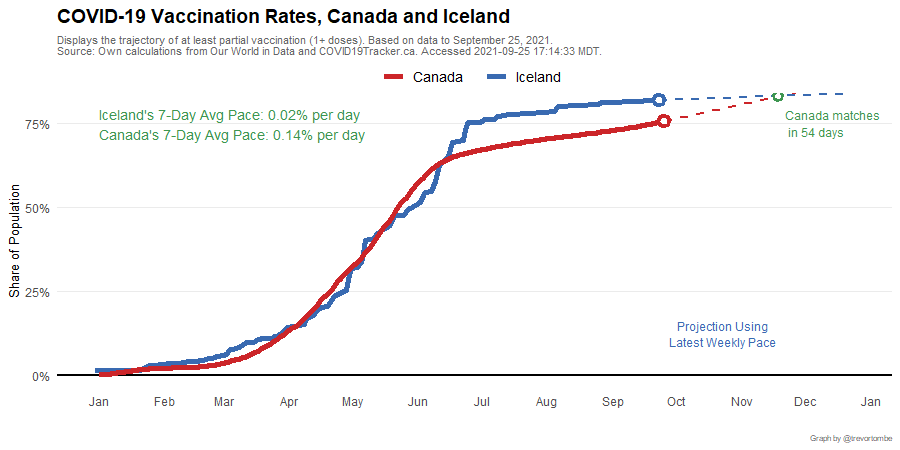 COVID-19 Vaccination Rates, Canada and Iceland
Displays the trajectory of at least partial vaccination (1+ doses). Based on data to September 25, 2021.
Source: Own calculations from Our World in Data and COVID19Tracker.ca. Accessed 2021-09-25 17:14:33 MDT.
Canada Iceland
Iceland's 7-Day Avg Pace: 0.02% per day
Canada's 7-Day Avg Pace: 0.14% per day
Canada matches
in 54 days
75%
50%
25%
0%
Share of Population
Projection Using
Latest Weekly Pace
Jan Feb Mar Apr May Jun Jul Aug Sep Oct Nov Dec Jan
Graph by @trevortombe